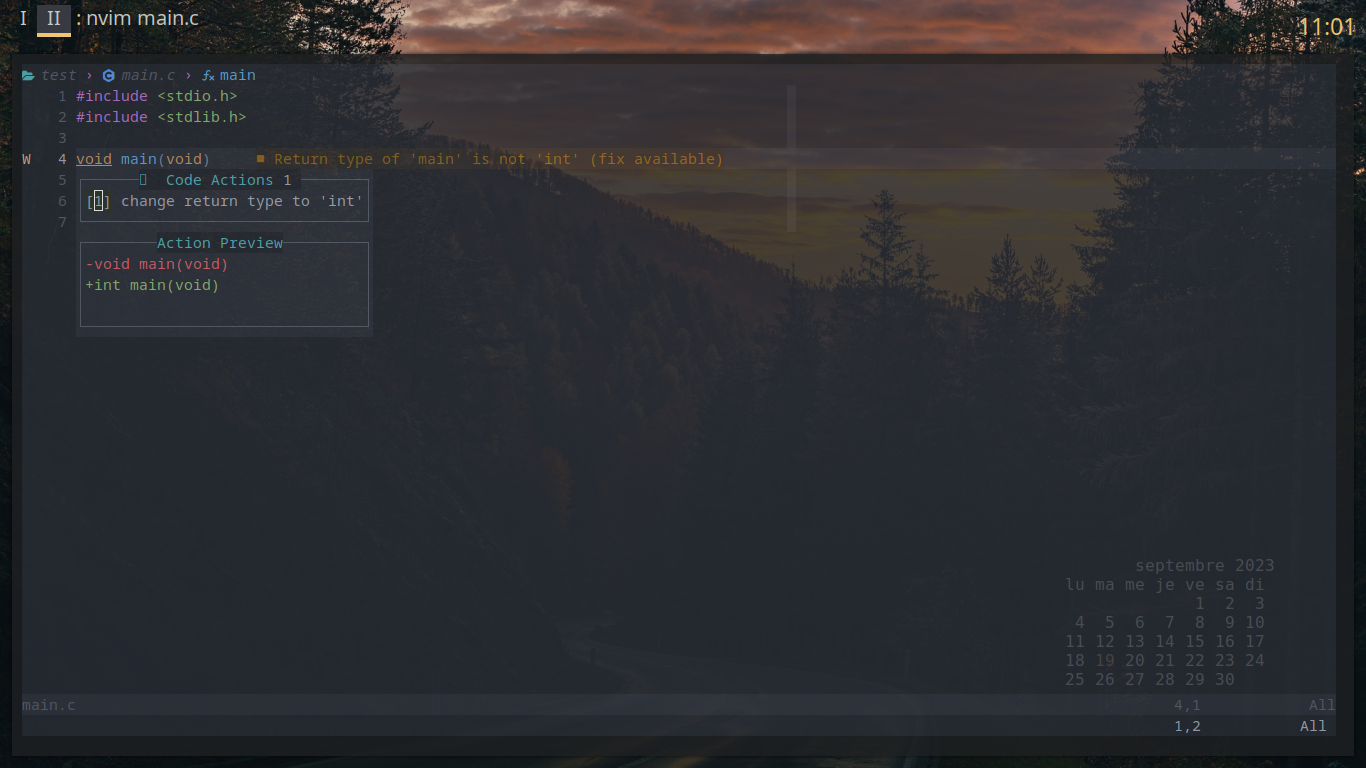 I II : nvim main.c
11:01
test › main.c › main
1 #include <stdio.h>
2 #include <stdlib.h>
3
W 4 void main(void) ■ Return type of 'main' is not 'int' (fix available)
5 Code Actions 1
6 [1] change return type to 'int'
7
Action Preview
-void main(void)
+int main(void)
septembre 2023
lu ma me je ve sa di
1 2 3
4 5 6 7 8 9 10
11 12 13 14 15 16 17
18 19 20 21 22 23 24
25 26 27 28 29 30
main.c 4,1 All
1,2 All